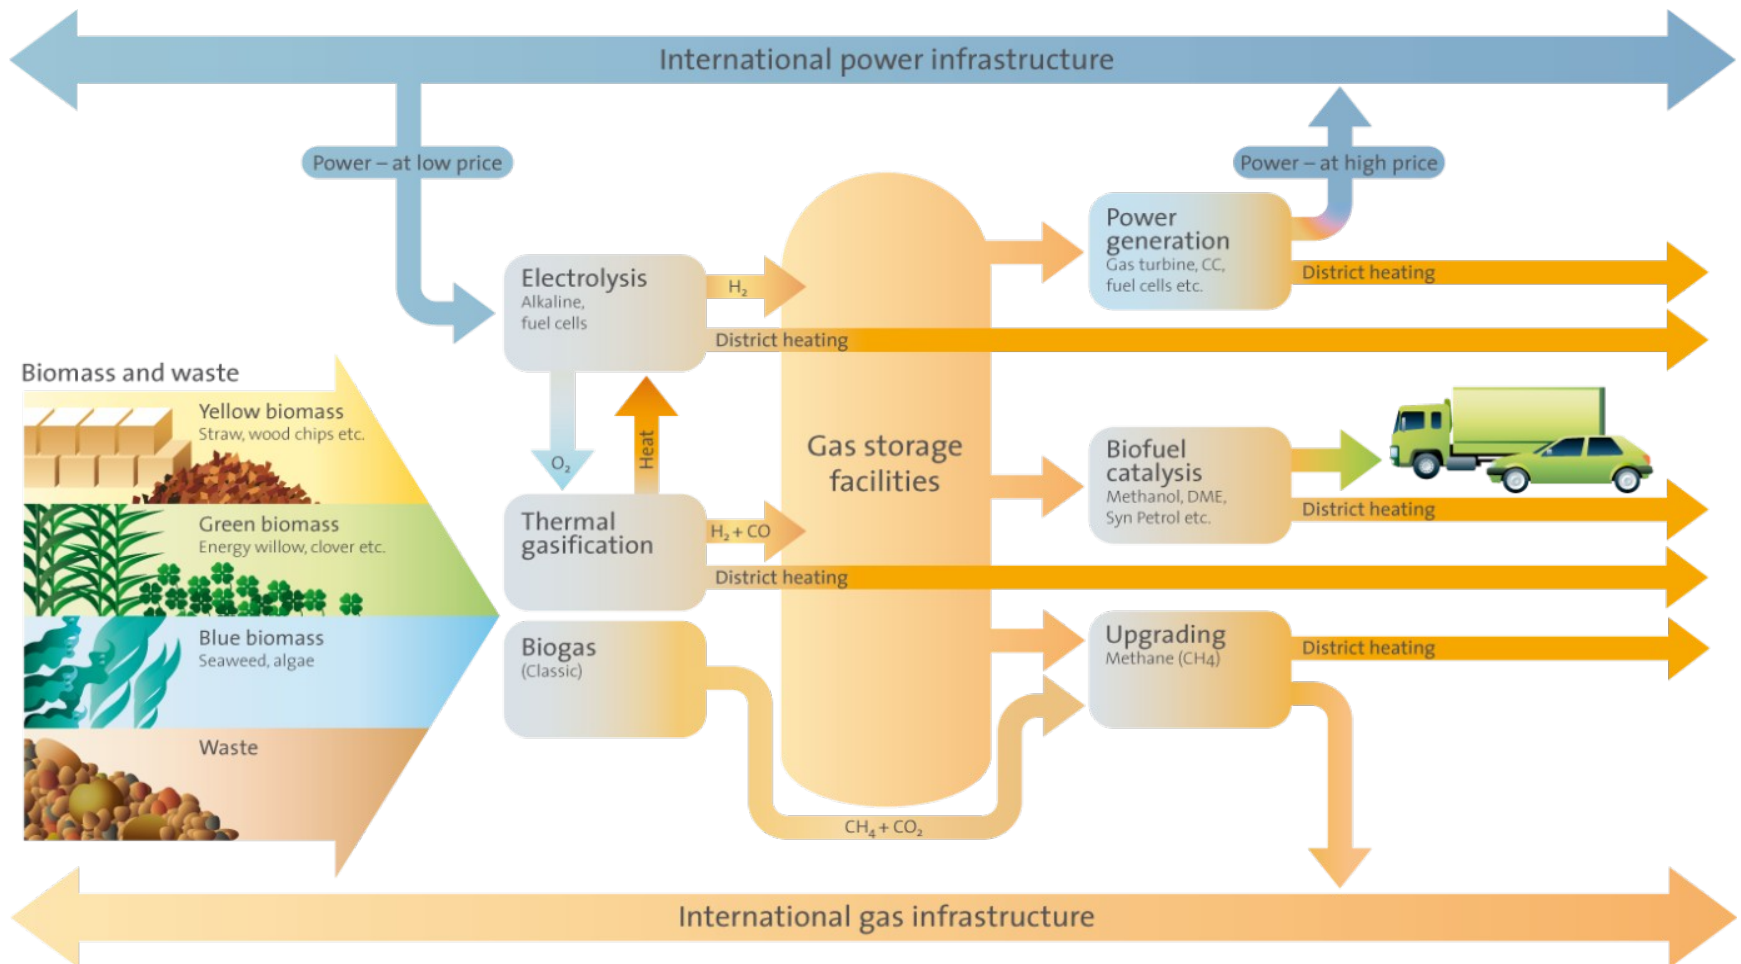 International power infrastructure
Power – at low price
Power – at high price
Power
generation
Gas turbine, CC,
fuel cells etc.
District heating
Electrolysis
Alkaline,
fuel cells
H₂
District heating
Biomass and waste
Yellow biomass
Straw, wood chips etc.
Green biomass
Energy willow, clover etc.
Blue biomass
Seaweed, algae
Waste
O₂
Heat
Gas storage
facilities
Biofuel
catalysis
Methanol, DME,
Syn Petrol etc.
District heating
Thermal
gasification
H₂ + CO
District heating
Biogas
(Classic)
Upgrading
Methane (CH4)
District heating
CH₄ + CO₂
International gas infrastructure